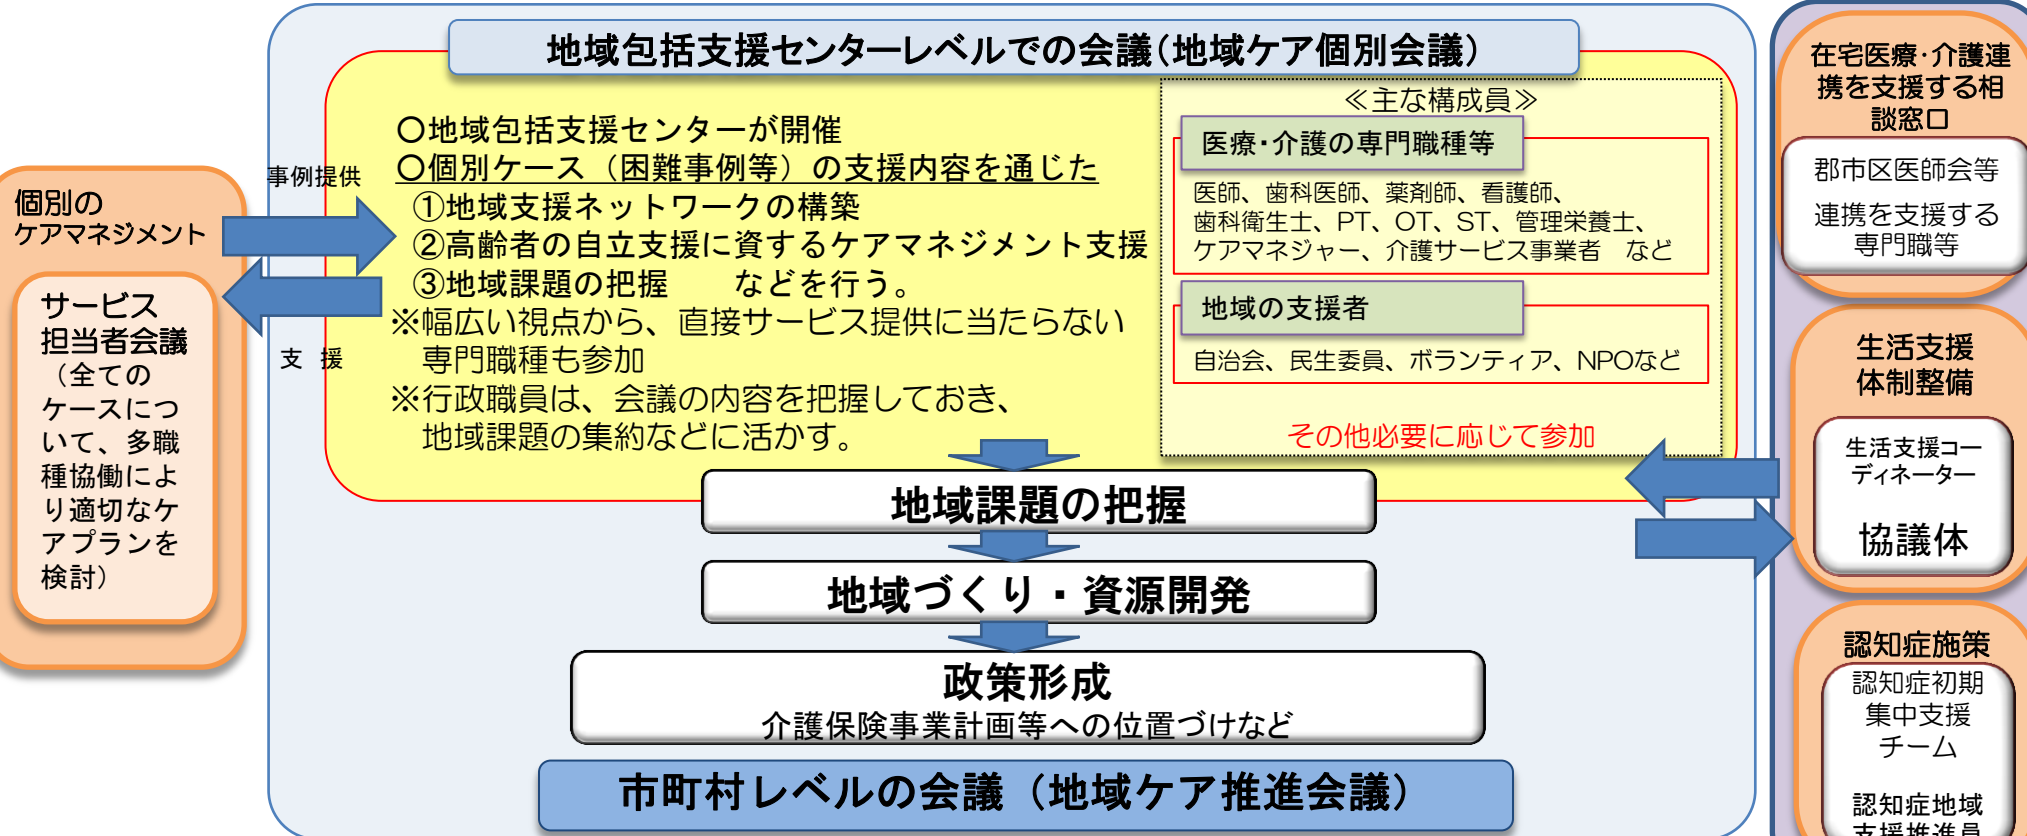 地域包括支援センターレベルでの会議(地域ケア個別会議)
〇地域包括支援センターが開催
〇個別ケース(困難事例等)の支援内容を通じた
①地域支援ネットワークの構築
②高齢者の自立支援に資するケアマネジメント支援
③地域課題の把握　　などを行う。
※幅広い視点から、直接サービス提供に当たらない
専門職種も参加
※行政職員は、会議の内容を把握しておき、
地域課題の集約などに活かす。
≪主な構成員≫
医療・介護の専門職種等
医師、歯科医師、薬剤師、看護師、
歯科衛生士、PT、OT、ST、管理栄養士、
ケアマネジャー、介護サービス事業者　など
地域の支援者
自治会、民生委員、ボランティア、NPOなど
その他必要に応じて参加
事例提供
支 援
個別の
ケアマネジメント
サービス
担当者会議
(全ての
ケースにつ
いて、多職
種協働によ
り適切なケ
アプランを
検討)
地域課題の把握
地域づくり・資源開発
政策形成
介護保険事業計画等への位置づけなど
市町村レベルの会議(地域ケア推進会議)
在宅医療・介護連
携を支援する相
談窓口
郡市区医師会等
連携を支援する
専門職等
生活支援
体制整備
生活支援コー
ディネーター
協議体
認知症施策
認知症初期
集中支援
チーム
認知症地域
支援推進員